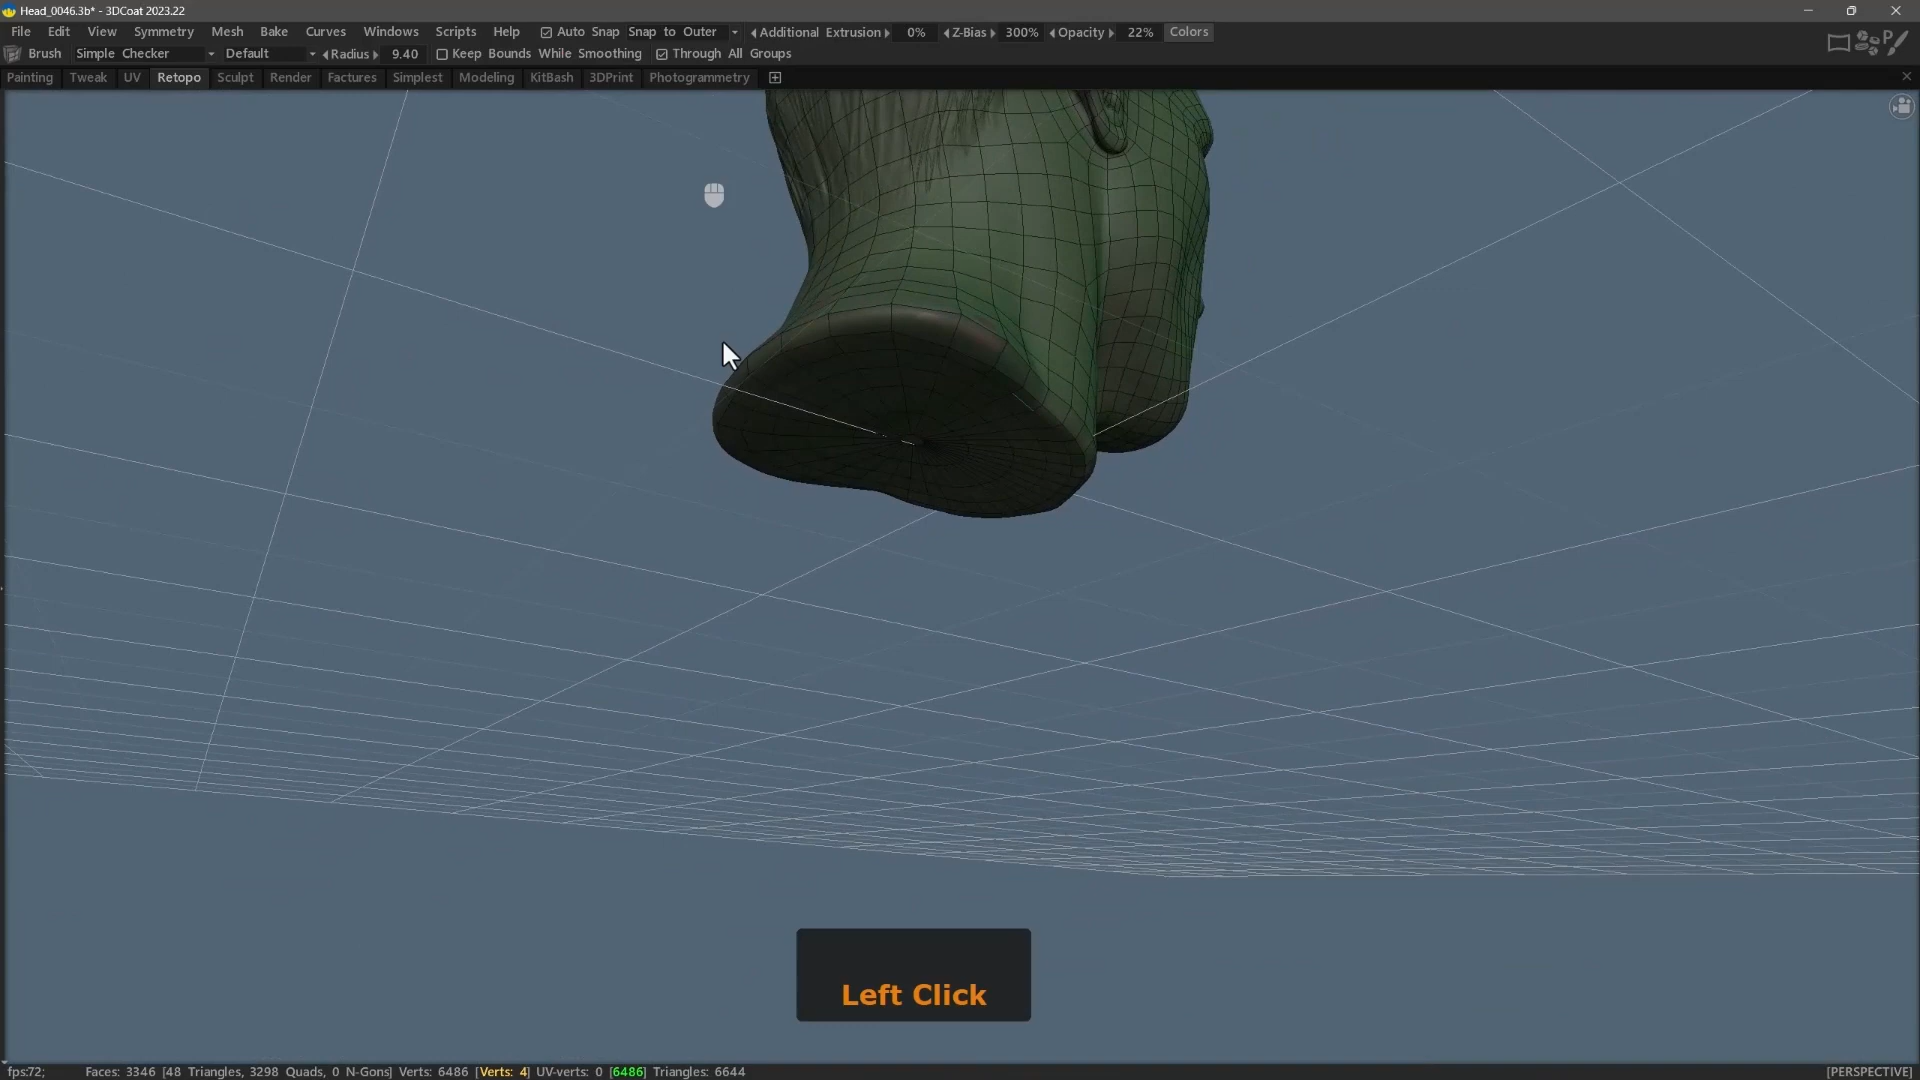 Head_0046.3b* - 3DCoat 2023.22
File Edit View Symmetry Mesh Bake Curves Windows Scripts Help Auto Snap Snap to Outer Additional Extrusion 0% Z-Bias 300% Opacity 22% Colors
Brush Simple Checker Default Radius 9.40 Keep Bounds While Smoothing Through All Groups
Painting Tweak UV Retopo Sculpt Render Factures Simplest Modeling KitBash 3DPrint Photogrammetry
Left Click
fps:72; Faces: 3346 [48 Triangles, 3298 Quads, 0 N-Gons] Verts: 6486 [Verts: 4] UV-verts: 0 [6486] Triangles: 6644 [PERSPECTIVE]